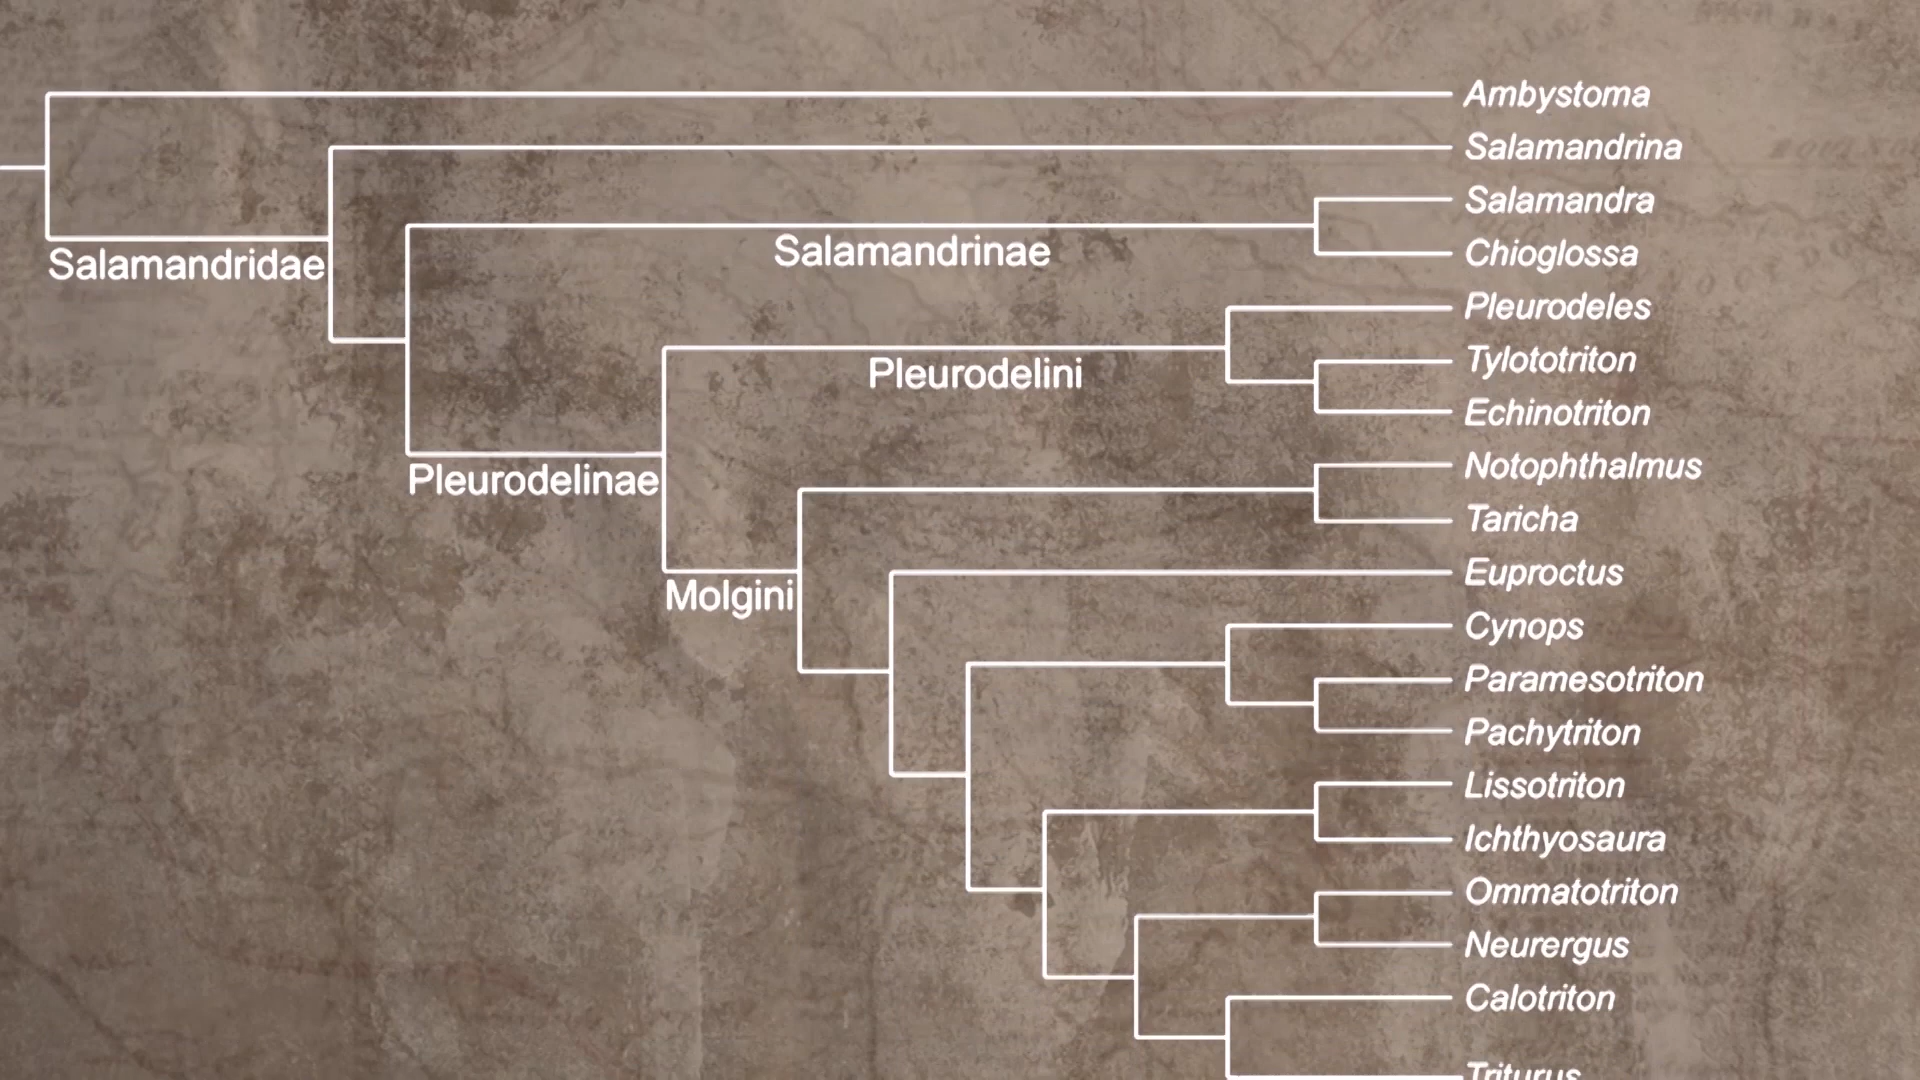 Ambystoma
Salamandrina
Salamandra
Salamandrinae
Chioglossa
Salamandridae
Pleurodeles
Tylototriton
Pleurodelini
Echinotriton
Notophthalmus
Pleurodelinae
Taricha
Euproctus
Molgini
Cynops
Paramesotriton
Pachytriton
Lissotriton
Ichthyosaura
Ommatotriton
Neurergus
Calotriton
Triturus